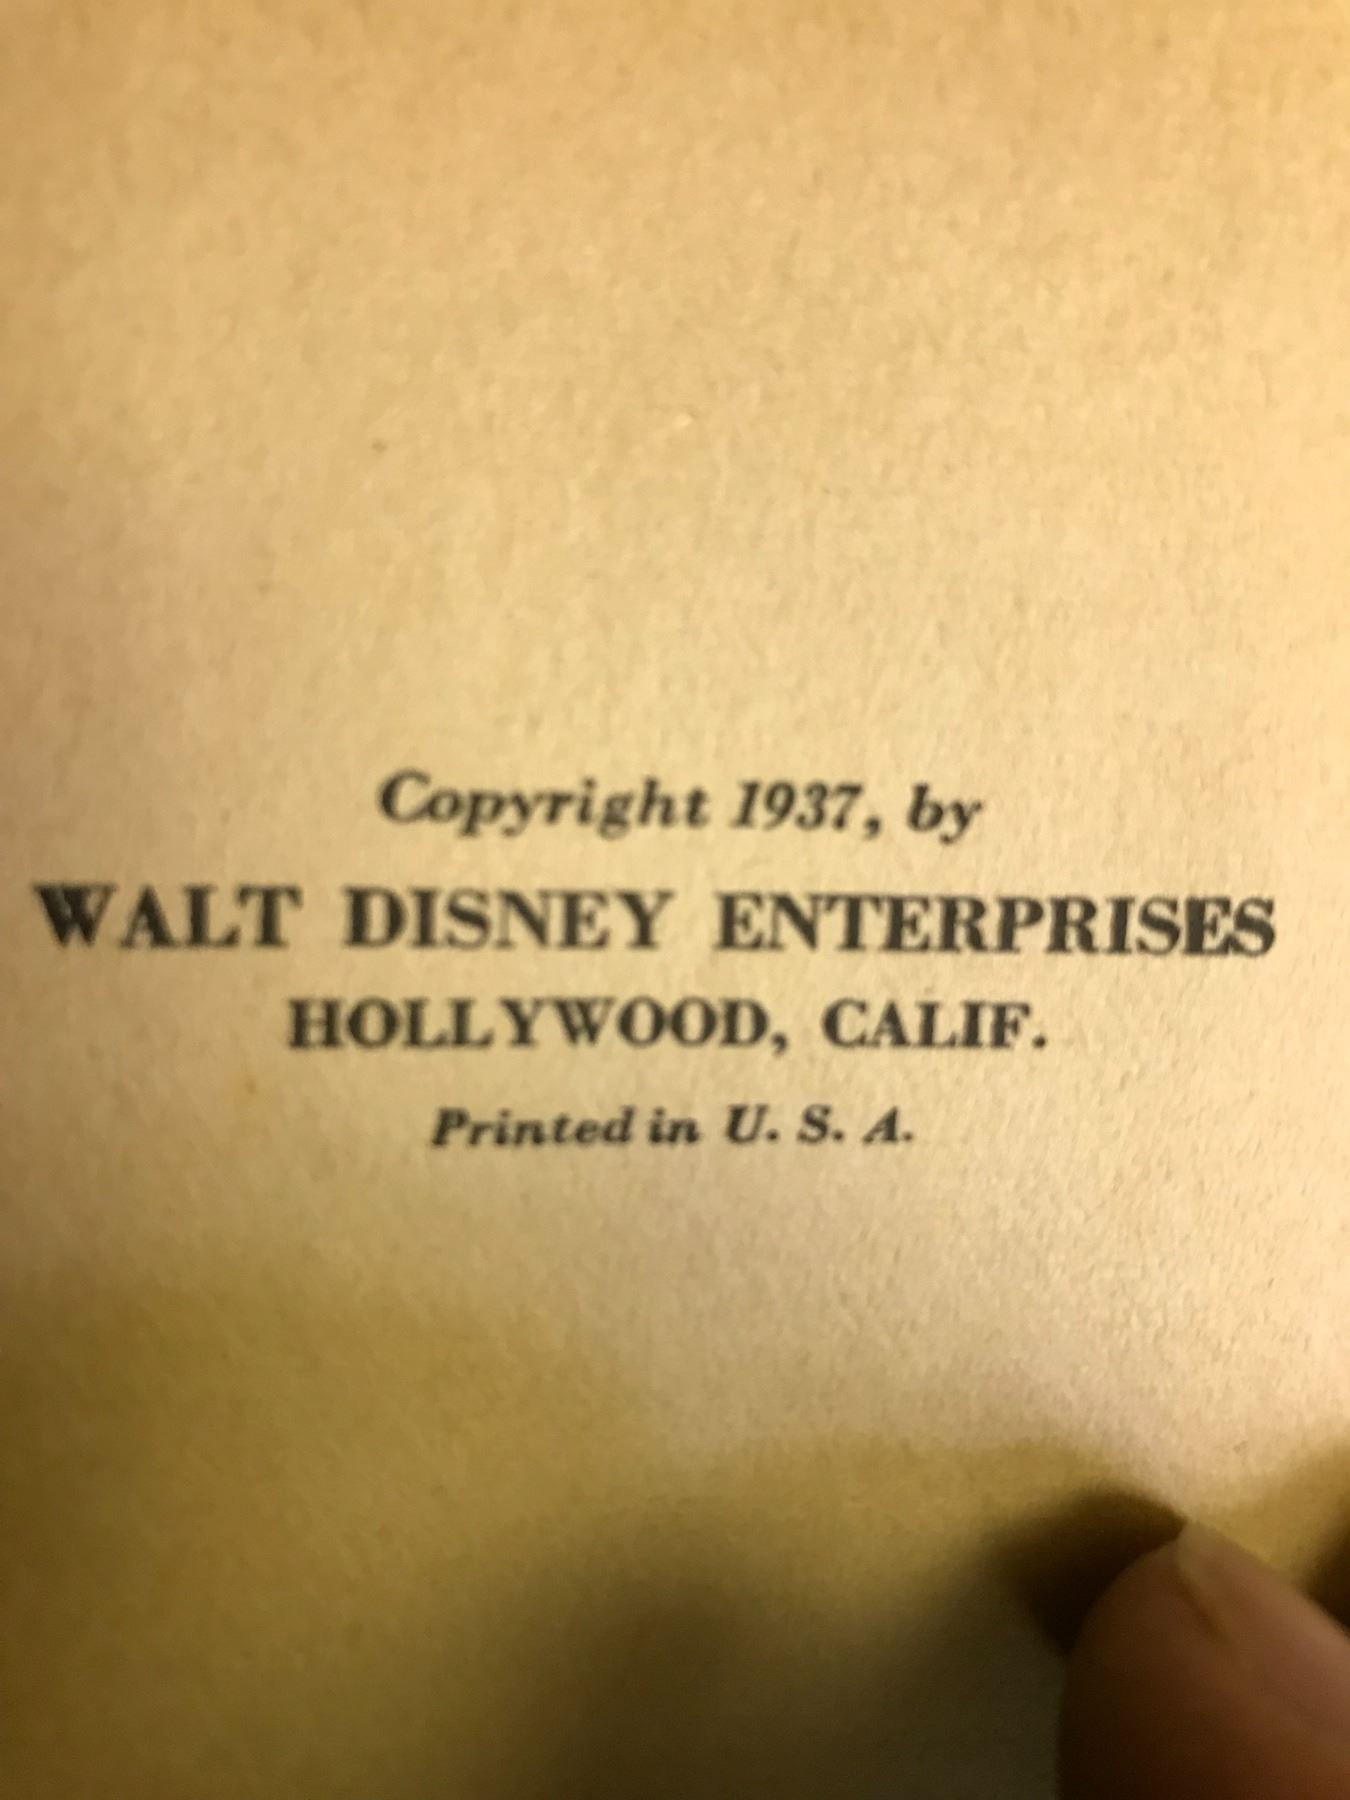 Copyright 1937, by
WALT DISNEY ENTERPRISES
HOLLYWOOD, CALIF.
Printed in U. S. A.